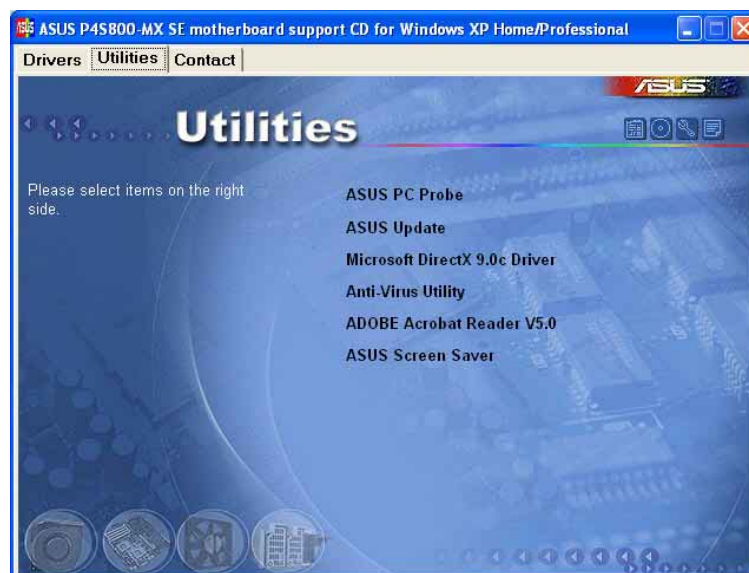 ASUS P4S800-MX SE motherboard support CD for Windows XP Home/Professional
Drivers
Utilities
Contact
ASUS
Utilities
Please select items on the right
side.
ASUS PC Probe
ASUS Update
Microsoft DirectX 9.0c Driver
Anti-Virus Utility
ADOBE Acrobat Reader V5.0
ASUS Screen Saver